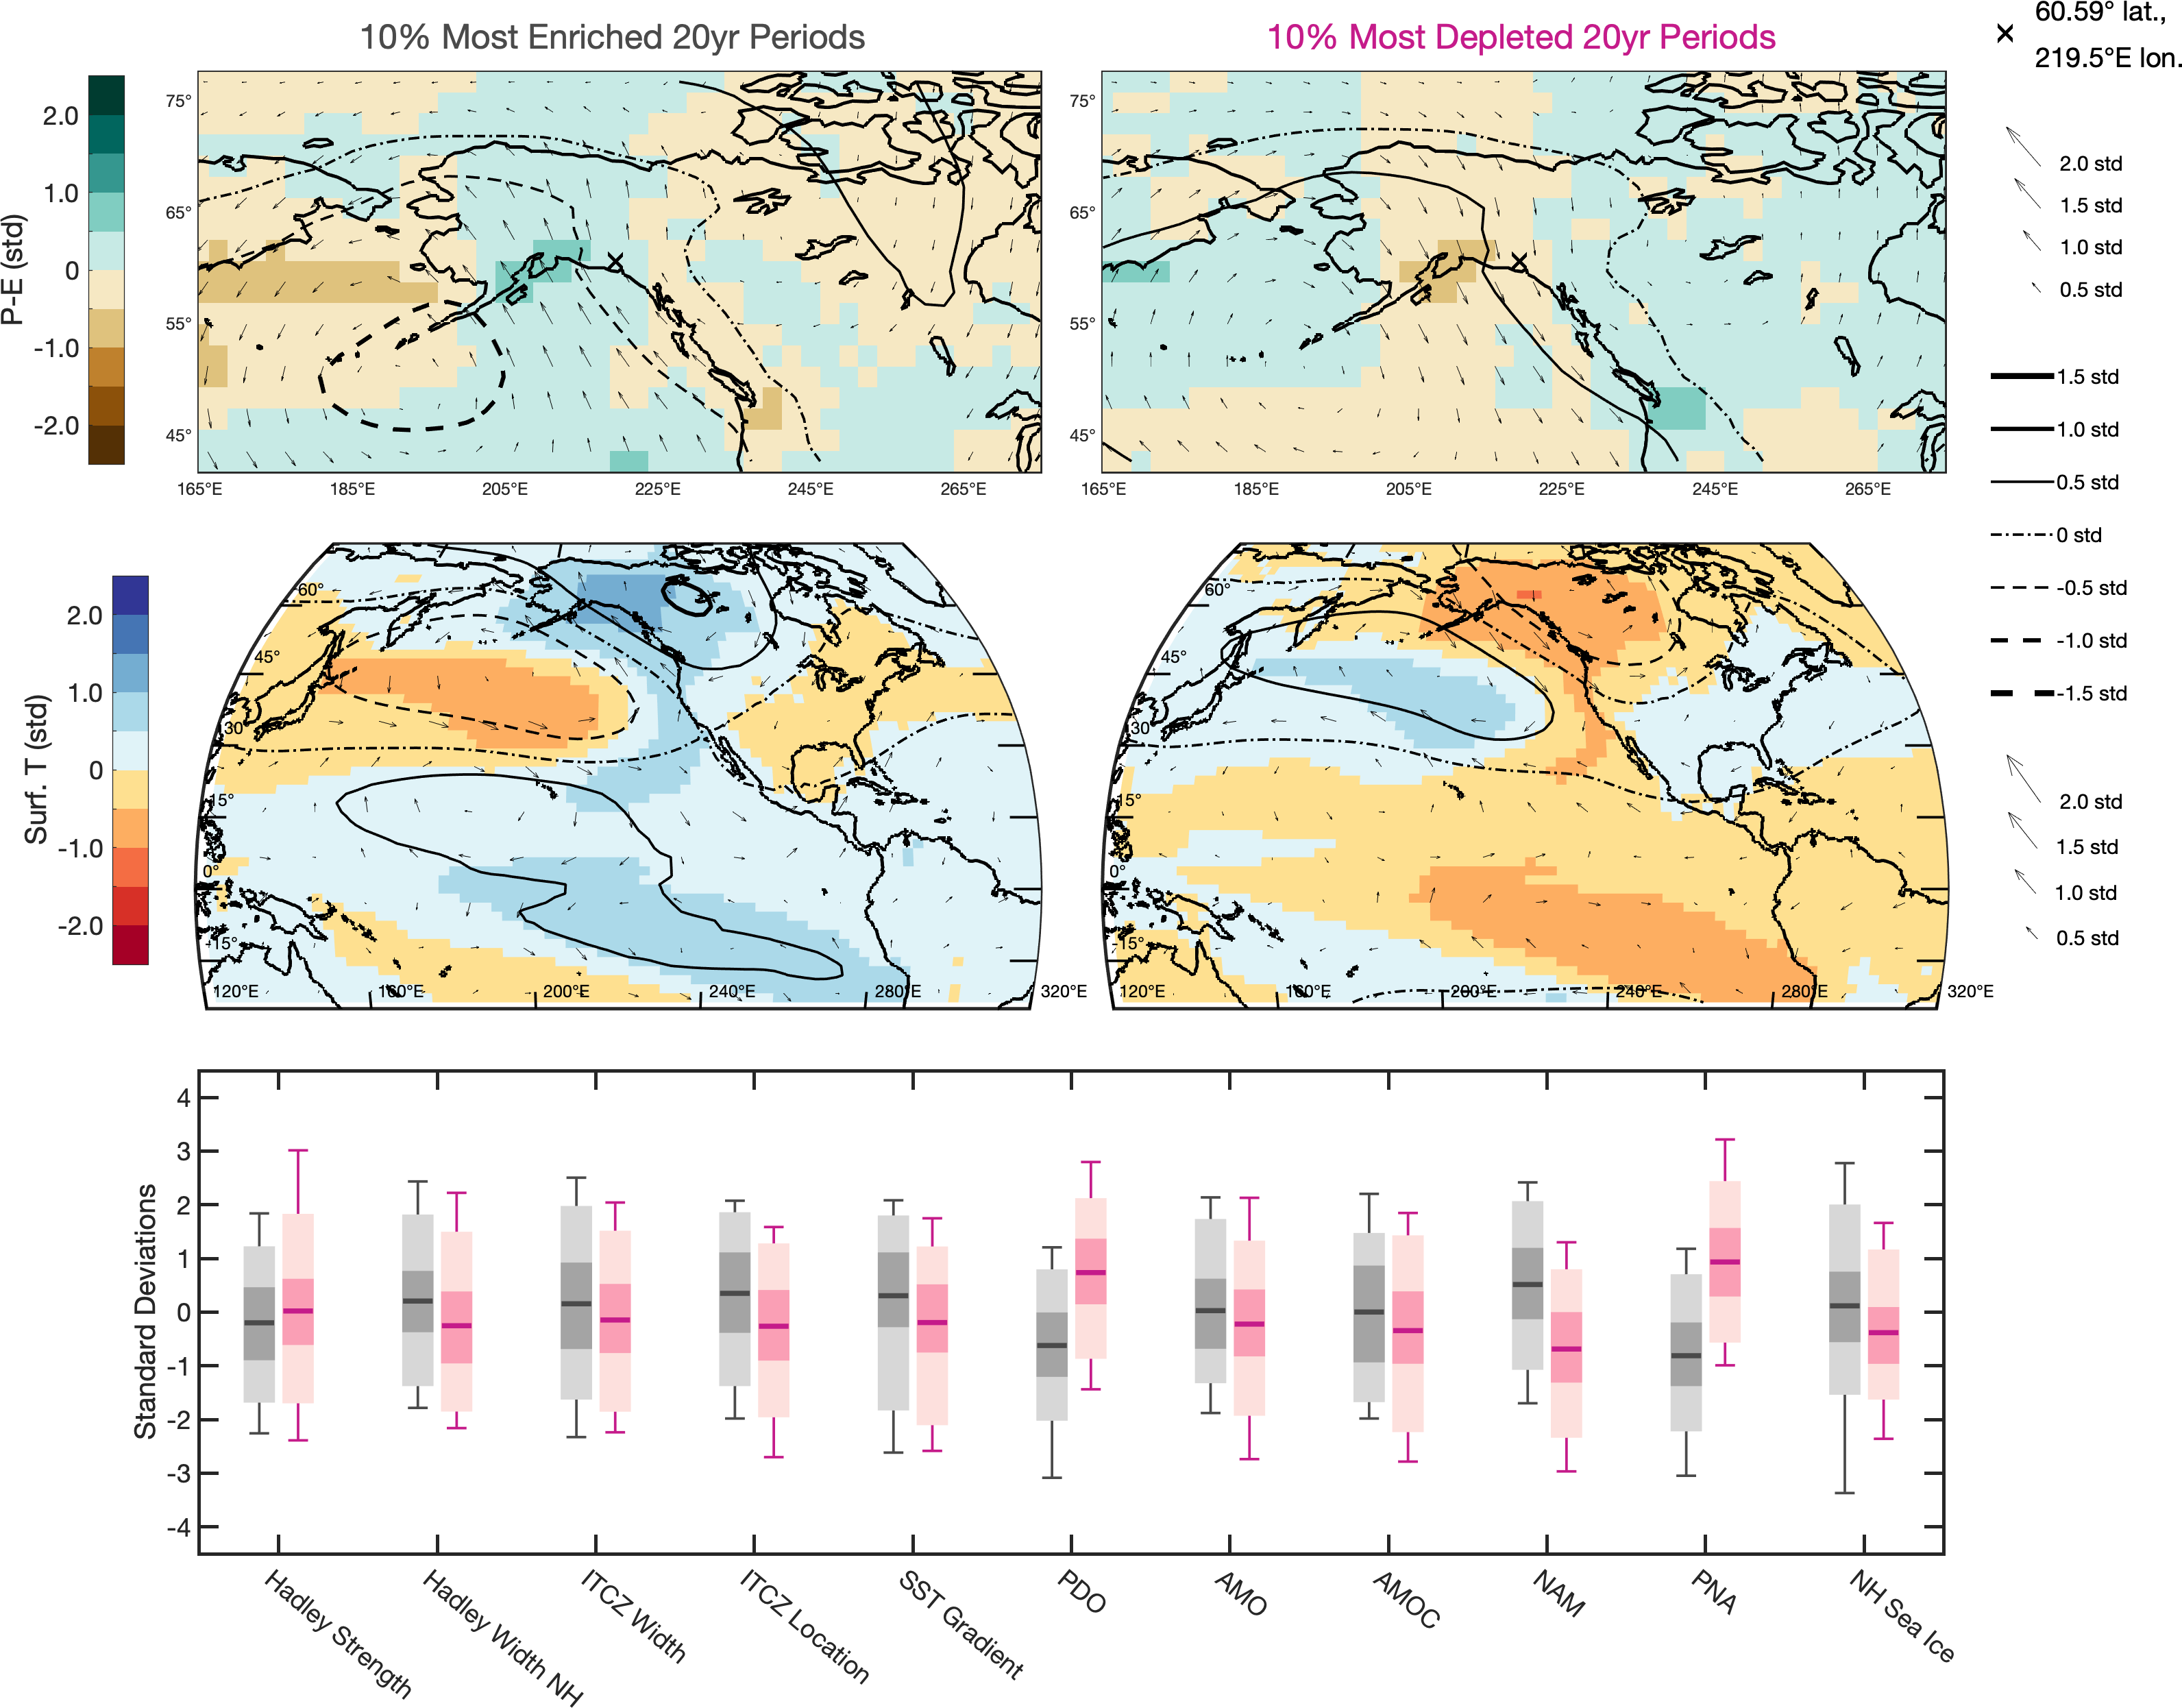 10% Most Enriched 20yr Periods
10% Most Depleted 20yr Periods
60.59° lat.,
219.5°E lon.
P-E (std)
2.0
1.0
0
-1.0
-2.0
75°
65°
55°
45°
165°E 185°E 205°E 225°E 245°E 265°E
75°
65°
55°
45°
165°E 185°E 205°E 225°E 245°E 265°E
2.0 std
1.5 std
1.0 std
0.5 std
1.5 std
1.0 std
0.5 std
0 std
-0.5 std
-1.0 std
-1.5 std
Surf. T (std)
2.0
1.0
0
-1.0
-2.0
60°
45°
30
15°
0°
-15°
120°E 160°E 200°E 240°E 280°E 320°E
60°
45°
30
15°
0°
-15°
120°E 160°E 200°E 240°E 280°E 320°E
2.0 std
1.5 std
1.0 std
0.5 std
Standard Deviations
4
3
2
1
0
-1
-2
-3
-4
Hadley Strength
Hadley Width NH
ITCZ Width
ITCZ Location
SST Gradient
PDO
AMO
AMOC
NAM
PNA
NH Sea Ice